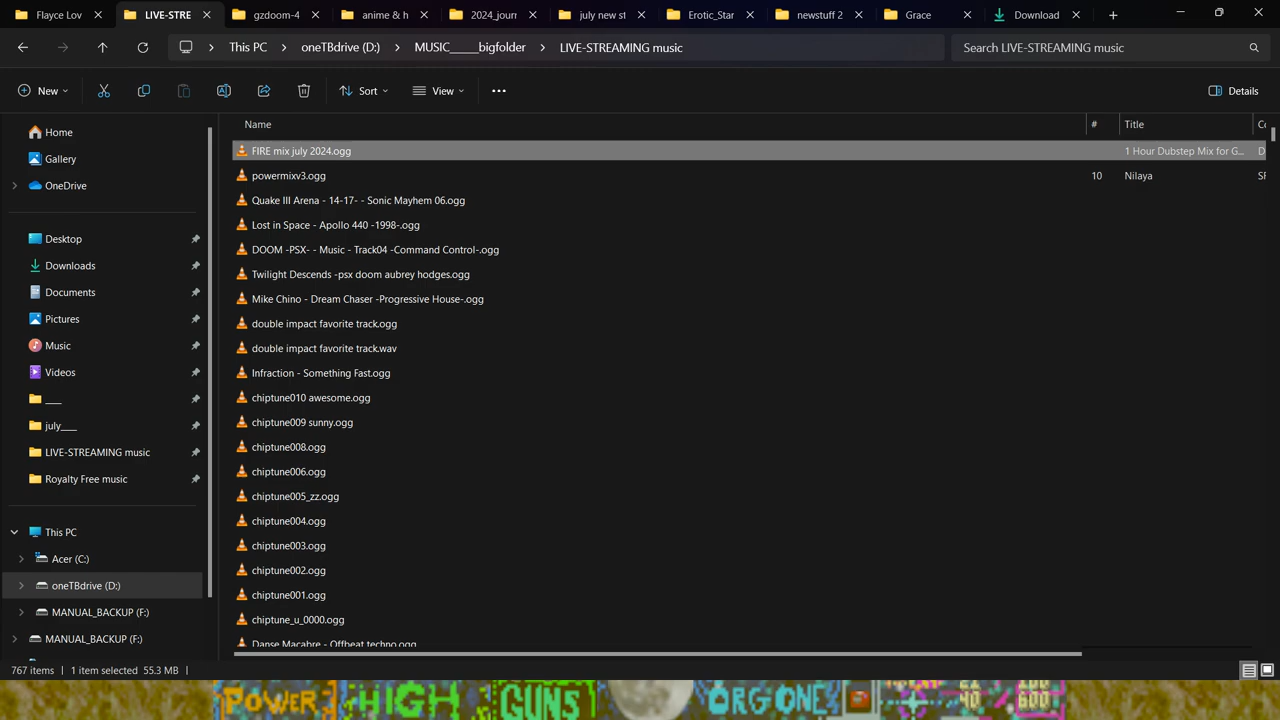 Flayce Lov
LIVE-STRE
gzdoom-4
anime & h
2024_journ
july new st
Erotic_Star
newstuff 2
Grace
Download
This PC
oneTBdrive (D:)
MUSIC_____bigfolder
LIVE-STREAMING music
Search LIVE-STREAMING music
New
Sort
View
Details
Name
#
Title
Home
Gallery
OneDrive
Desktop
Downloads
Documents
Pictures
Music
Videos
___
july___
LIVE-STREAMING music
Royalty Free music
This PC
Acer (C:)
oneTBdrive (D:)
MANUAL_BACKUP (F:)
MANUAL_BACKUP (F:)
FIRE mix july 2024.ogg 1 Hour Dubstep Mix for G...
powermixv3.ogg 10 Nilaya
Quake III Arena - 14-17- - Sonic Mayhem 06.ogg
Lost in Space - Apollo 440 -1998-.ogg
DOOM -PSX- - Music - Track04 -Command Control-.ogg
Twilight Descends -psx doom aubrey hodges.ogg
Mike Chino - Dream Chaser -Progressive House-.ogg
double impact favorite track.ogg
double impact favorite track.wav
Infraction - Something Fast.ogg
chiptune010 awesome.ogg
chiptune009 sunny.ogg
chiptune008.ogg
chiptune006.ogg
chiptune005_zz.ogg
chiptune004.ogg
chiptune003.ogg
chiptune002.ogg
chiptune001.ogg
chiptune_u_0000.ogg
Danse Macabre - Offbeat techno.ogg
767 items
1 item selected 55.3 MB
POWER
HIGH
GUNS
ORGONE
40
600